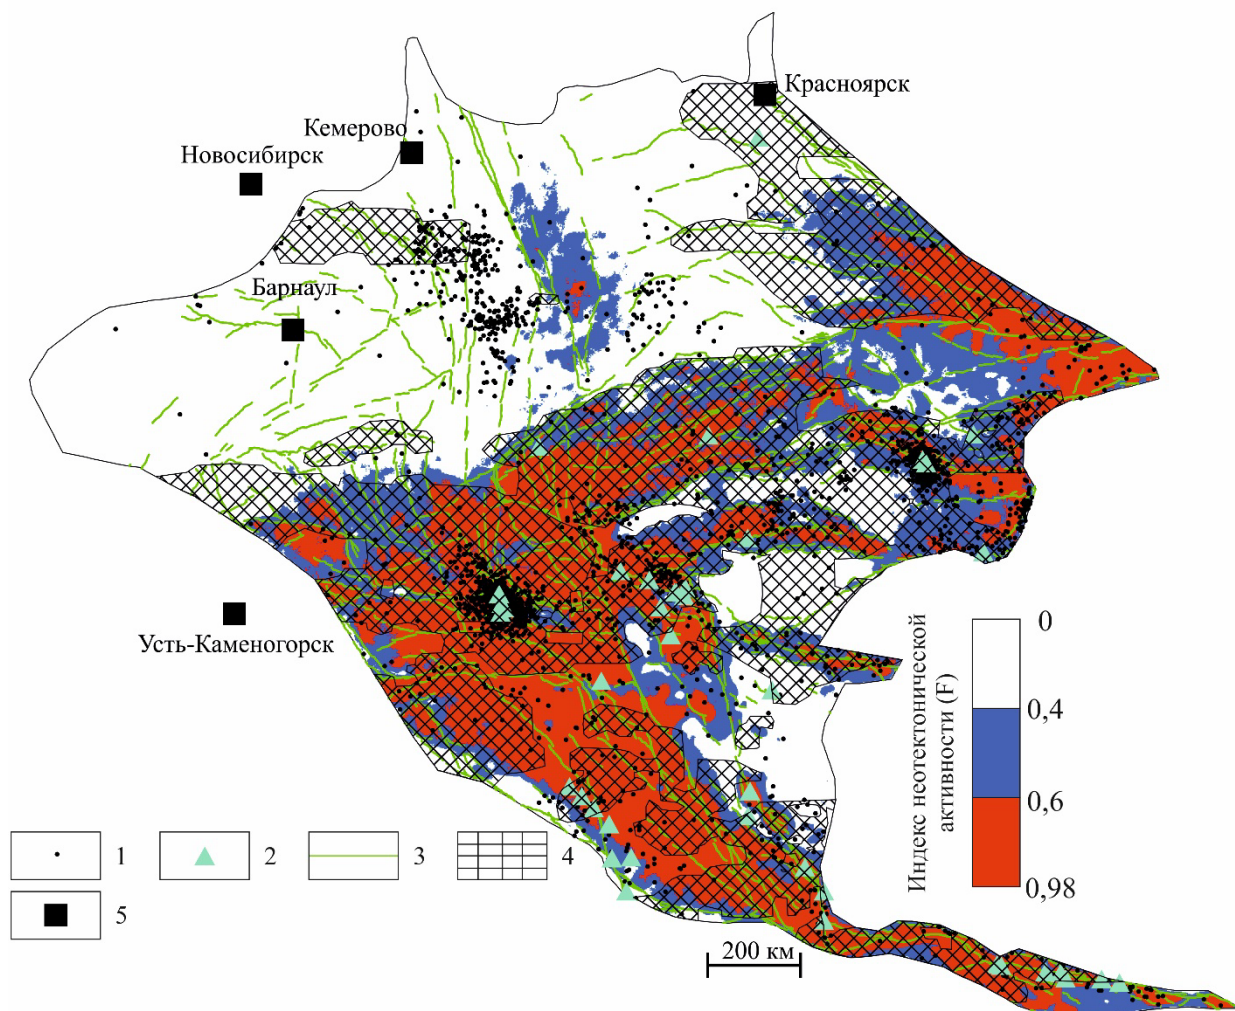 Красноярск
Кемерово
Новосибирск
Барнаул
Усть-Каменогорск
Индекс неотектонической
активности (F)
0
0,4
0,6
0,98
1
2
3
4
5
200 км